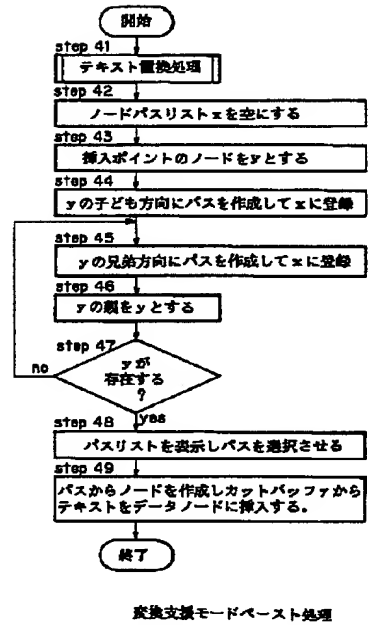 開始
step 41
テキスト置換処理
step 42
ノードパスリストxを空にする
step 43
挿入ポイントのノードをyとする
step 44
yの子ども方向にパスを作成してxに登録
step 45
yの兄弟方向にパスを作成してxに登録
step 46
yの親をyとする
step 47
yが
存在する
?
no
yes
step 48
パスリストを表示しパスを選択させる
step 49
パスからノードを作成しカットバッファから
テキストをデータノードに挿入する。
終了
変換支援モードペースト処理